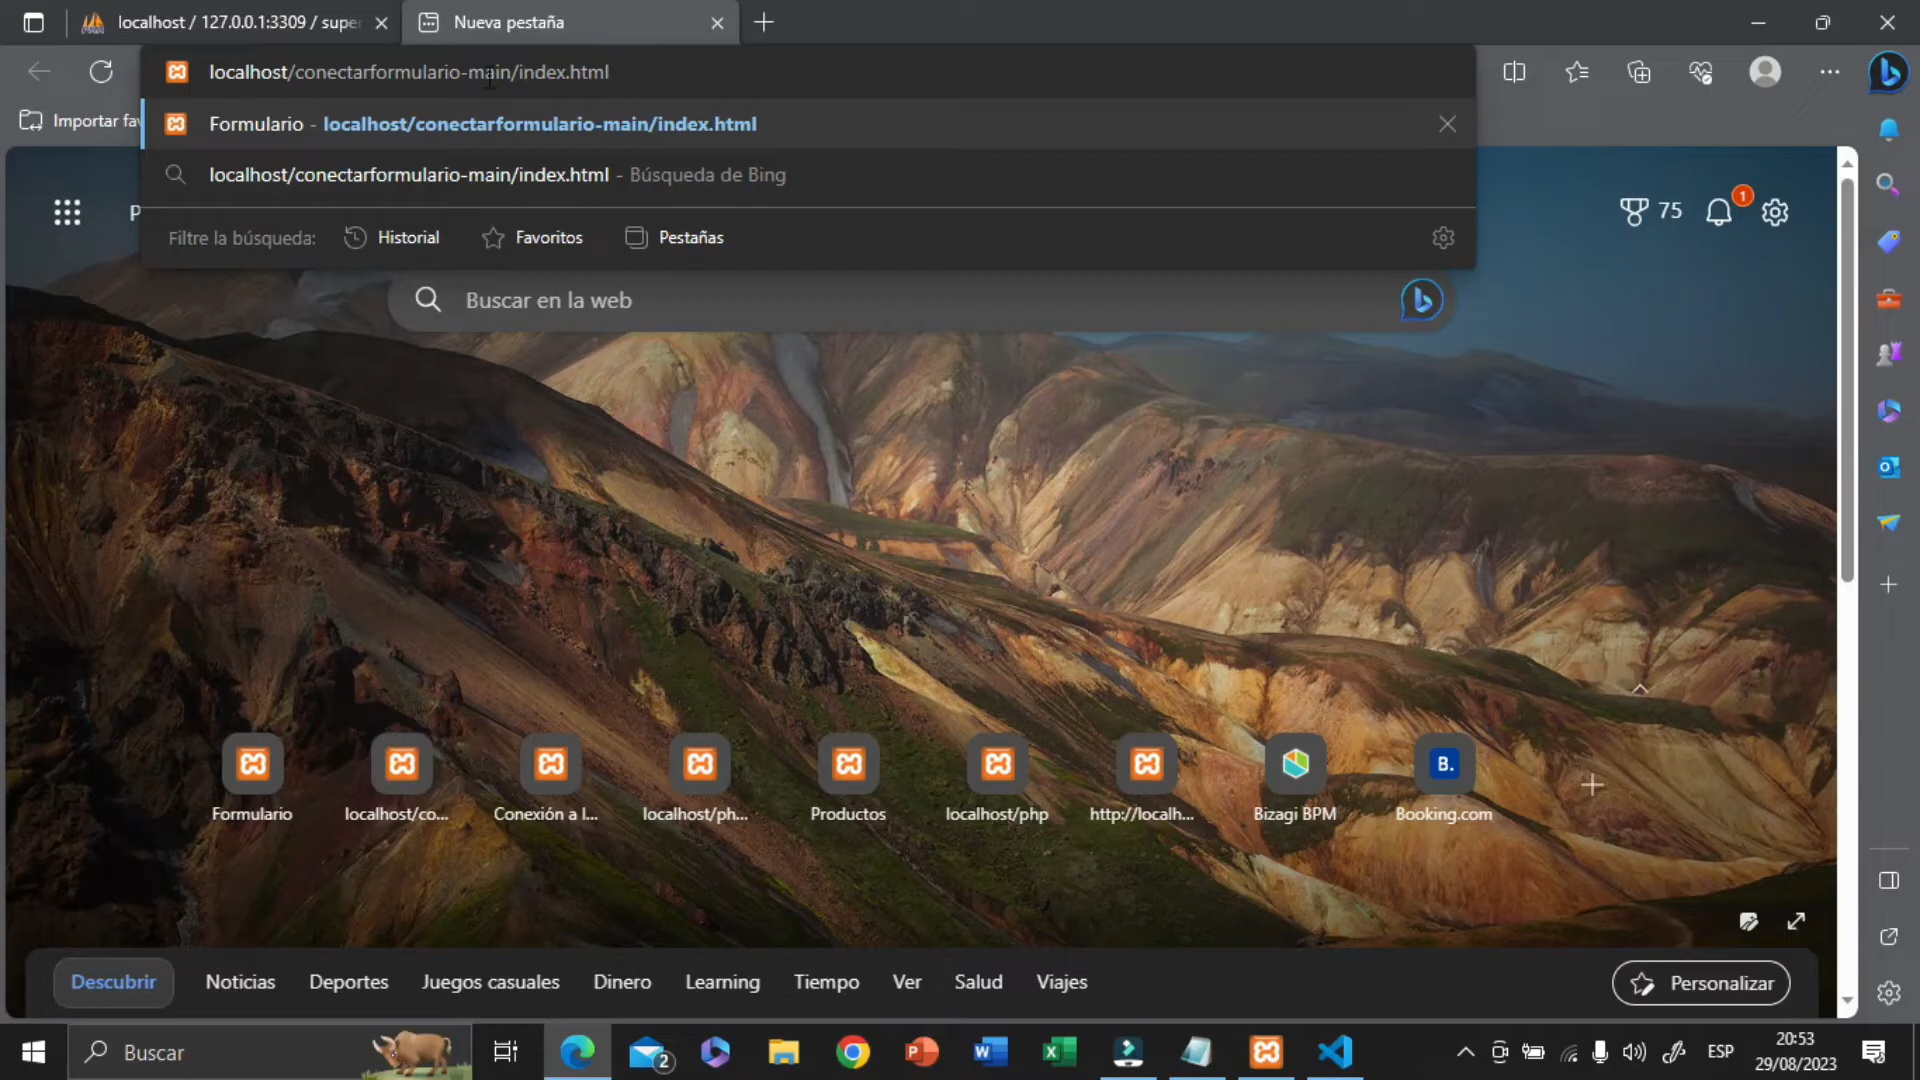 localhost / 127.0.0.1:3309 / supe
Nueva pestaña
localhost/conectarformulario-main/index.html
Importar fav
Formulario - localhost/conectarformulario-main/index.html
localhost/conectarformulario-main/index.html - Búsqueda de Bing
P
75
1
Filtre la búsqueda:
Historial
Favoritos
Pestañas
Buscar en la web
Formulario
localhost/co...
Conexión a l...
localhost/ph...
Productos
localhost/php
http://localh...
Bizagi BPM
B.
Booking.com
Descubrir
Noticias
Deportes
Juegos casuales
Dinero
Learning
Tiempo
Ver
Salud
Viajes
Personalizar
Buscar
2
ESP
20:53
29/08/2023